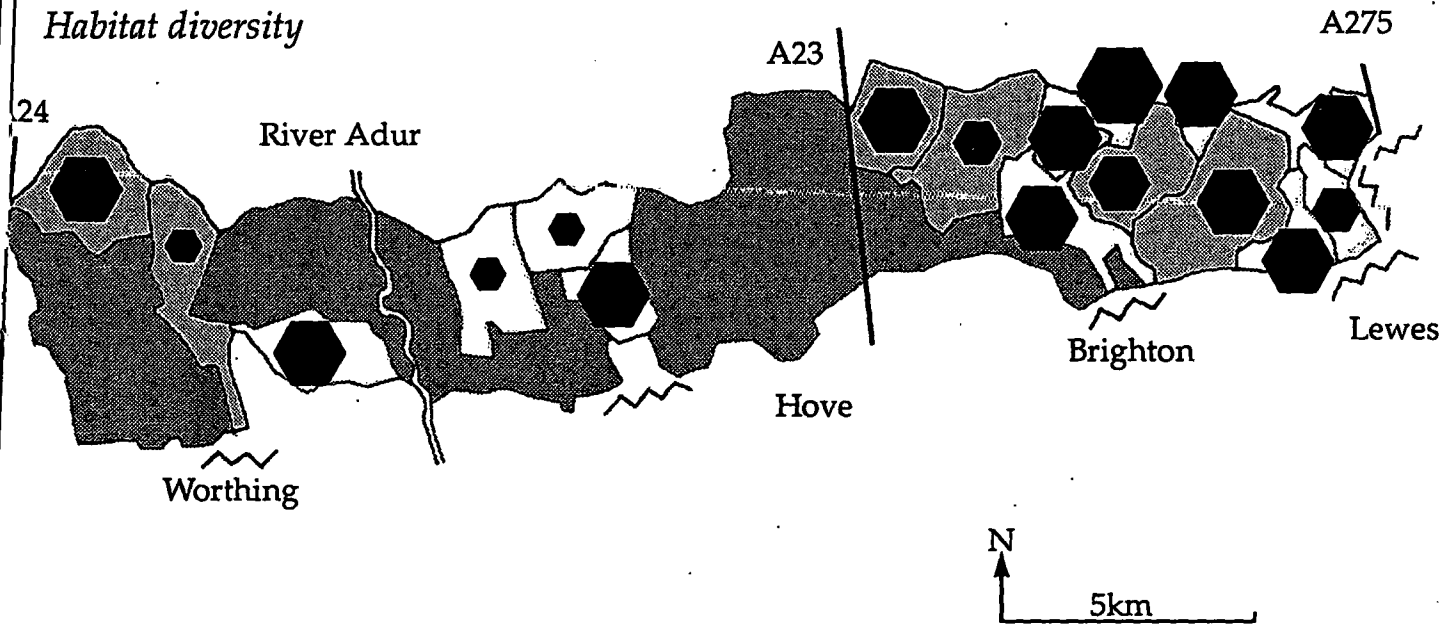 Habitat diversity
A275
A23
24
River Adur
Lewes
Brighton
Hove
Worthing
N
5km